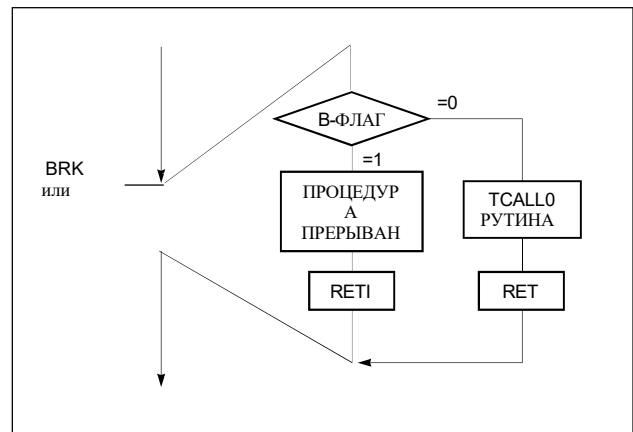 =0
В-ФЛАГ
=1
BRK
или
ПРОЦЕДУР
А
ПРЕРЫВАН
TCALL0
РУТИНА
RETI
RET